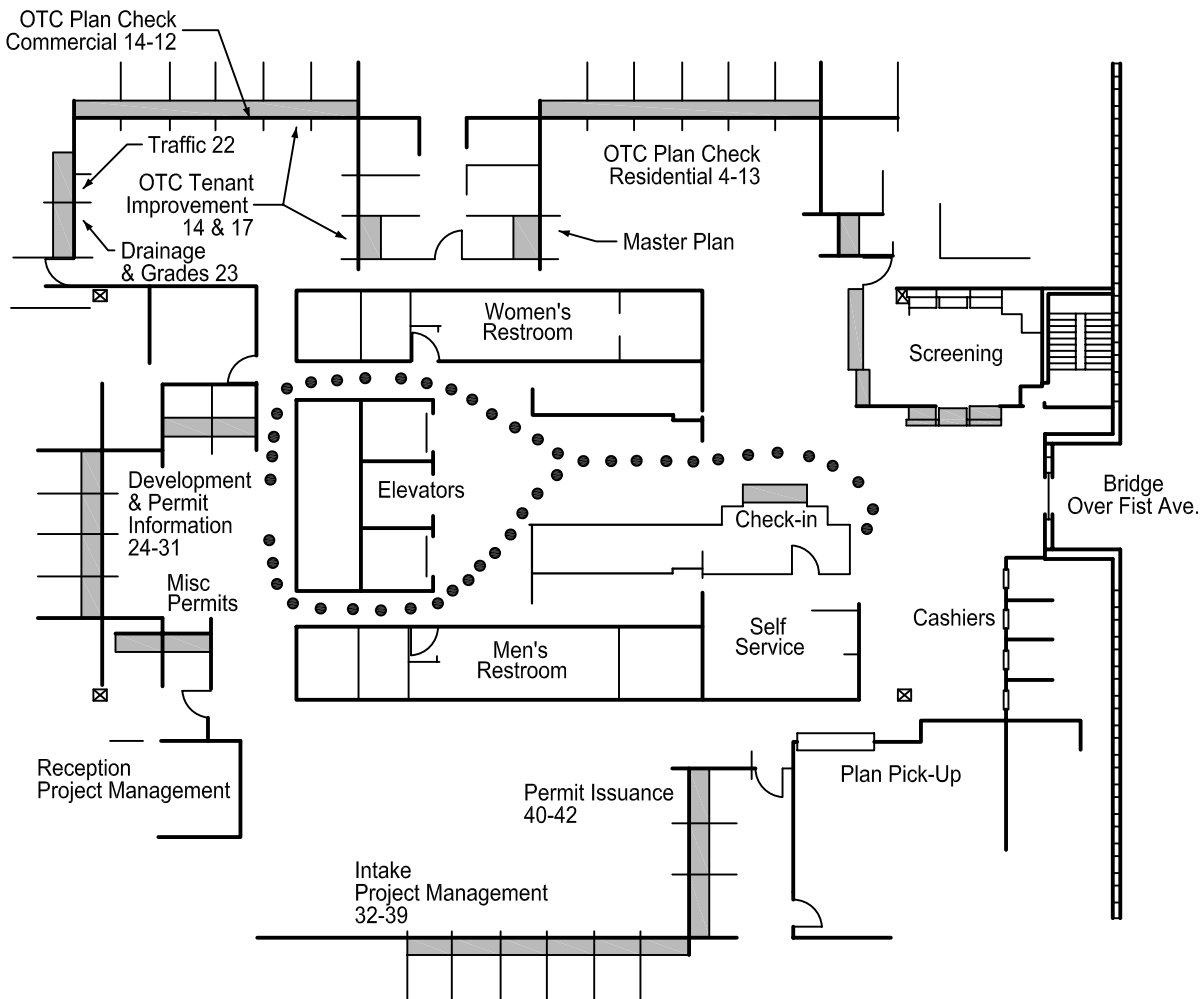 OTC Plan Check
Commercial 14-12
Traffic 22
OTC Tenant
Improvement
14 & 17
Drainage
& Grades 23
OTC Plan Check
Residential 4-13
Master Plan
Women's
Restroom
Screening
Elevators
Development
& Permit
Information
24-31
Misc
Permits
Check-in
Bridge
Over Fist Ave.
Cashiers
Self
Service
Men's
Restroom
Reception
Project Management
Plan Pick-Up
Permit Issuance
40-42
Intake
Project Management
32-39